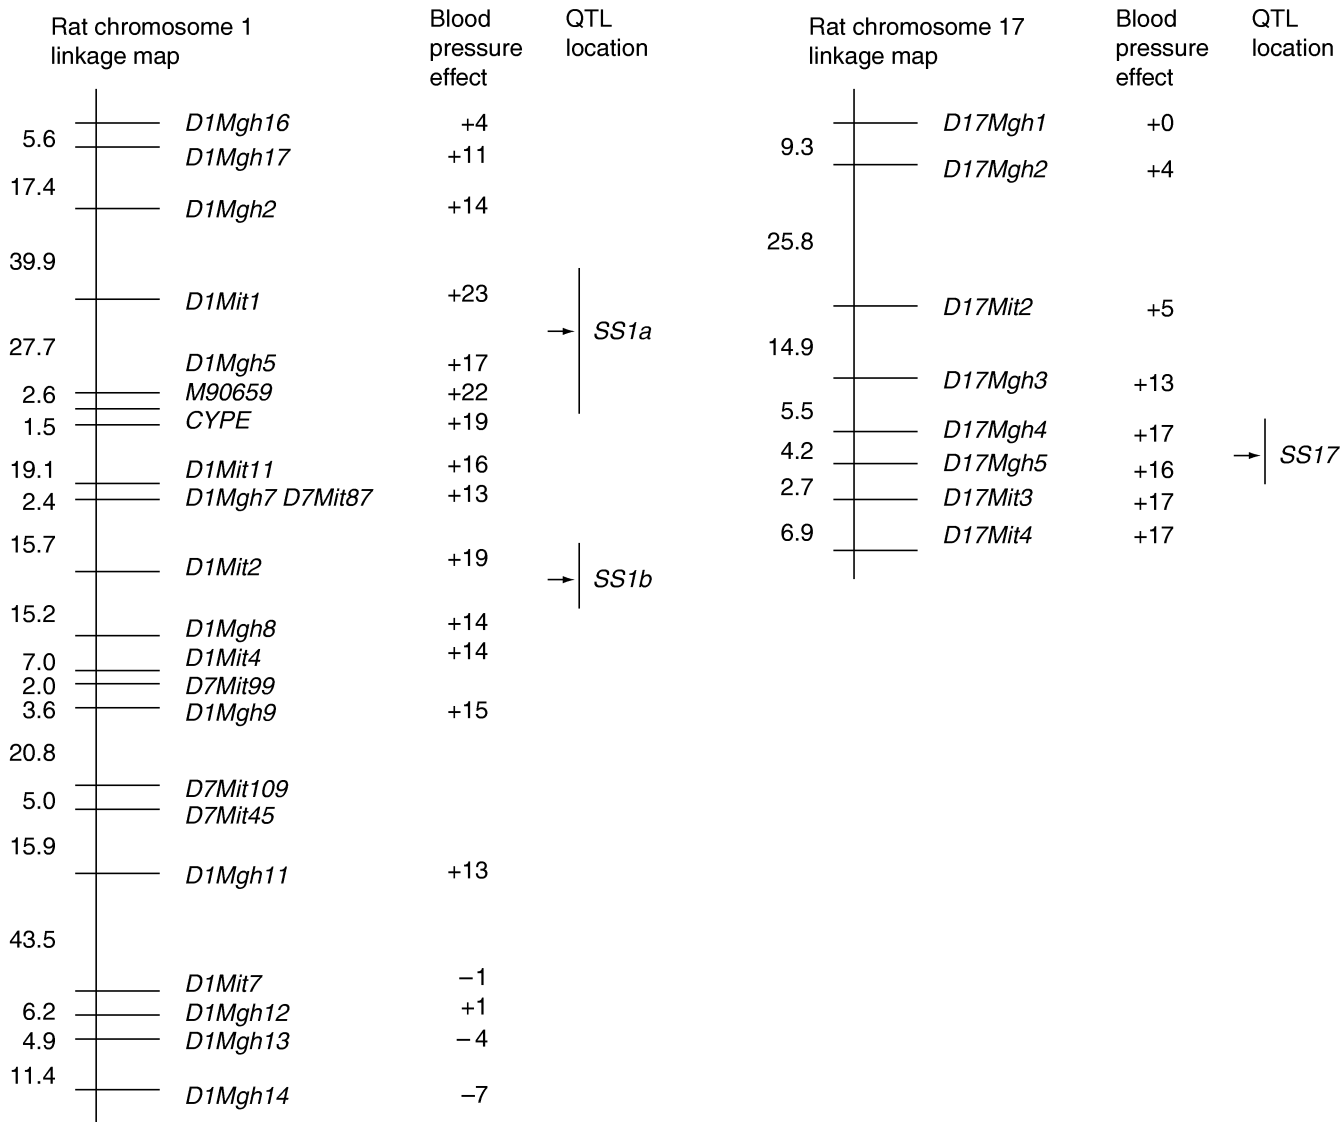 Rat chromosome 1
linkage map
Blood
pressure
effect
QTL
location
D1Mgh16 +4
5.6
D1Mgh17 +11
17.4
D1Mgh2 +14
39.9
D1Mit1 +23
SS1a
27.7
D1Mgh5 +17
2.6 M90659 +22
1.5 CYPE +19
19.1 D1Mit11 +16
2.4 D1Mgh7 D7Mit87 +13
15.7
D1Mit2 +19
SS1b
15.2
D1Mgh8 +14
7.0 D1Mit4 +14
2.0 D7Mit99
3.6 D1Mgh9 +15
20.8
D7Mit109
5.0
D7Mit45
15.9
D1Mgh11 +13
43.5
D1Mit7 –1
6.2 D1Mgh12 +1
4.9 D1Mgh13 –4
11.4
D1Mgh14 –7
Rat chromosome 17
linkage map
Blood
pressure
effect
QTL
location
D17Mgh1 +0
9.3
D17Mgh2 +4
25.8
D17Mit2 +5
14.9
D17Mgh3 +13
5.5
D17Mgh4 +17
4.2
SS17
D17Mgh5 +16
2.7
D17Mit3 +17
6.9 D17Mit4 +17